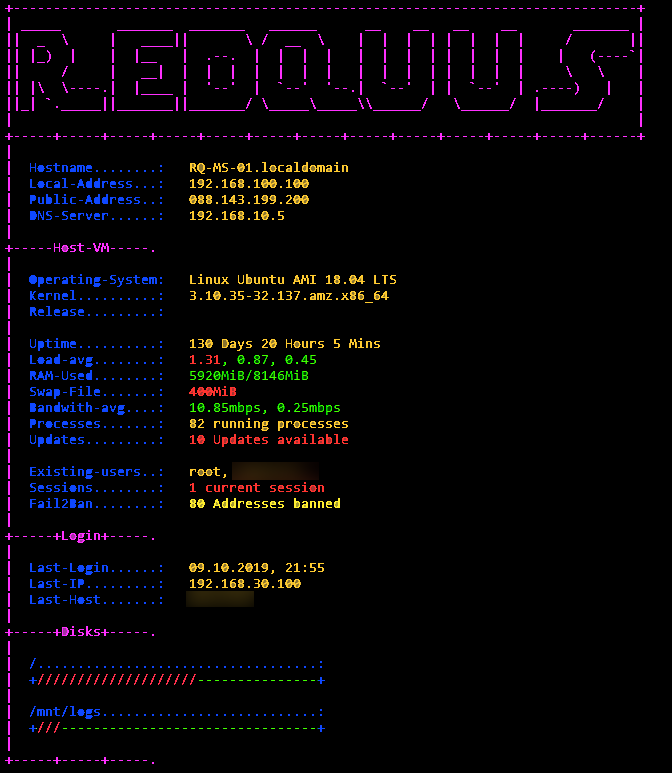 REDQUUS
Hostname........: RQ-MS-01.localdomain
Local-Address...: 192.168.100.100
Public-Address..: 088.143.199.200
DNS-Server......: 192.168.10.5
+-----Host-VM-----.
Operating-System: Linux Ubuntu AMI 18.04 LTS
Kernel..........: 3.10.35-32.137.amz.x86_64
Release.........:
Uptime..........: 130 Days 20 Hours 5 Mins
Load-avg........: 1.31, 0.87, 0.45
RAM-Used........: 5920MiB/8146MiB
Swap-File.......: 400MiB
Bandwith-avg....: 10.85mbps, 0.25mbps
Processes.......: 82 running processes
Updates.........: 10 Updates available
Existing-users..: root,
Sessions........: 1 current session
Fail2Ban........: 80 Addresses banned
+-----+Login+-----.
Last-Login......: 09.10.2019, 21:55
Last-IP.........: 192.168.30.100
Last-Host.......:
+-----+Disks+-----.
/...................................:
+////////////////////---------------+
/mnt/logs...........................:
+///--------------------------------+
+-----+-----+-----.